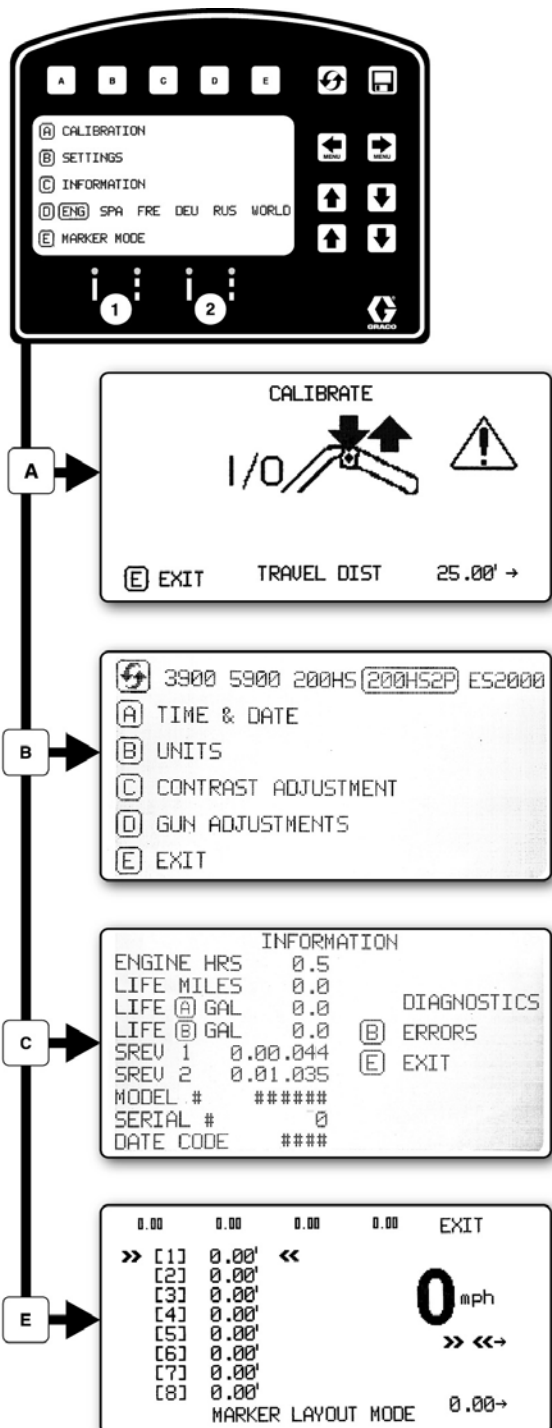 A B C D E
A CALIBRATION
B SETTINGS
C INFORMATION
D ENG SPA FRE DEU RUS WORLD
E MARKER MODE
MENU MENU
1 2
GRACO
A
CALIBRATE
I/O
E EXIT TRAVEL DIST 25.00' →
B
3900 5900 200HS 200HS2P ES2000
A TIME & DATE
B UNITS
C CONTRAST ADJUSTMENT
D GUN ADJUSTMENTS
E EXIT
C
INFORMATION
ENGINE HRS 0.5
LIFE MILES 0.0
LIFE A GAL 0.0 DIAGNOSTICS
LIFE B GAL 0.0 B ERRORS
SREV 1 0.00.044 E EXIT
SREV 2 0.01.035
MODEL # ######
SERIAL # 0
DATE CODE ####
E
0.00 0.00 0.00 0.00 EXIT
>> [1] 0.00' <<
[2] 0.00'
[3] 0.00' 0 mph
[4] 0.00'
[5] 0.00' >> <<→
[6] 0.00'
[7] 0.00'
[8] 0.00'
MARKER LAYOUT MODE 0.00→